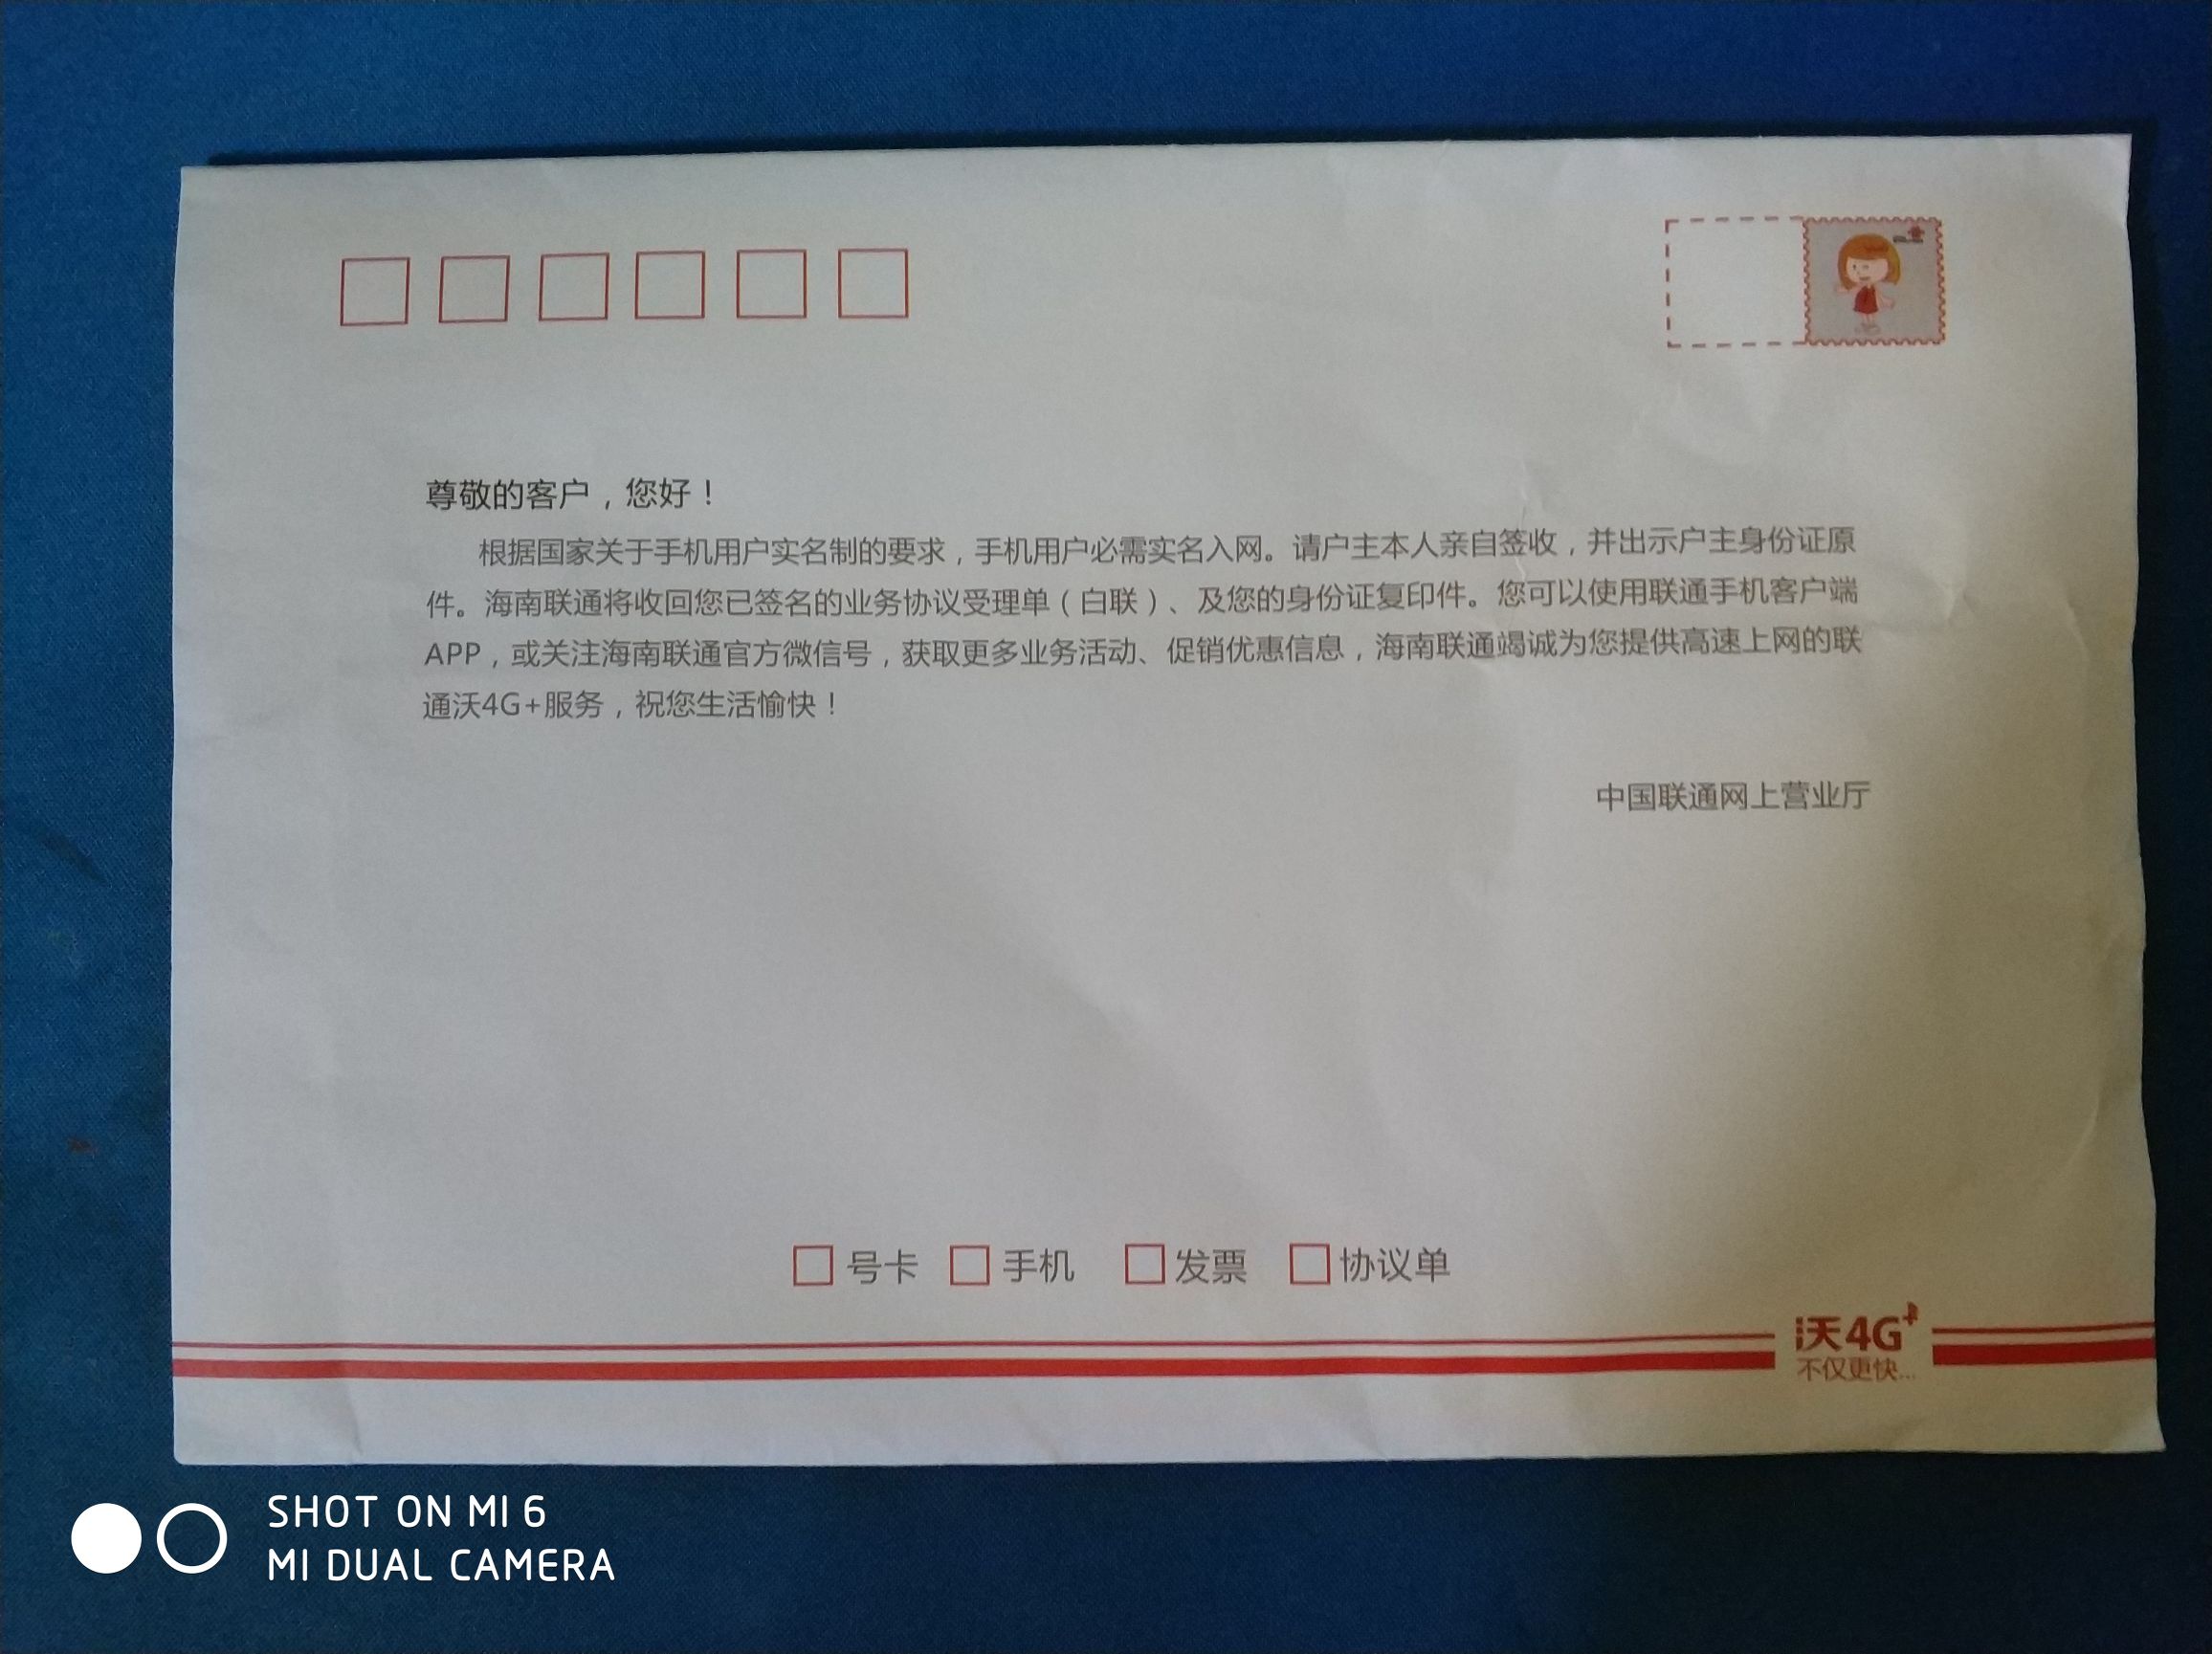 尊敬的客户，您好！
根据国家关于手机用户实名制的要求，手机用户必需实名入网。请户主本人亲自签收，并出示户主身份证原
件。海南联通将收回您已签名的业务协议受理单（白联）、及您的身份证复印件。您可以使用联通手机客户端
APP，或关注海南联通官方微信号，获取更多业务活动、促销优惠信息，海南联通竭诚为您提供高速上网的联
通沃4G+服务，祝您生活愉快！
中国联通网上营业厅
号卡 手机 发票 协议单
沃4G+
不仅更快...
SHOT ON MI 6
MI DUAL CAMERA